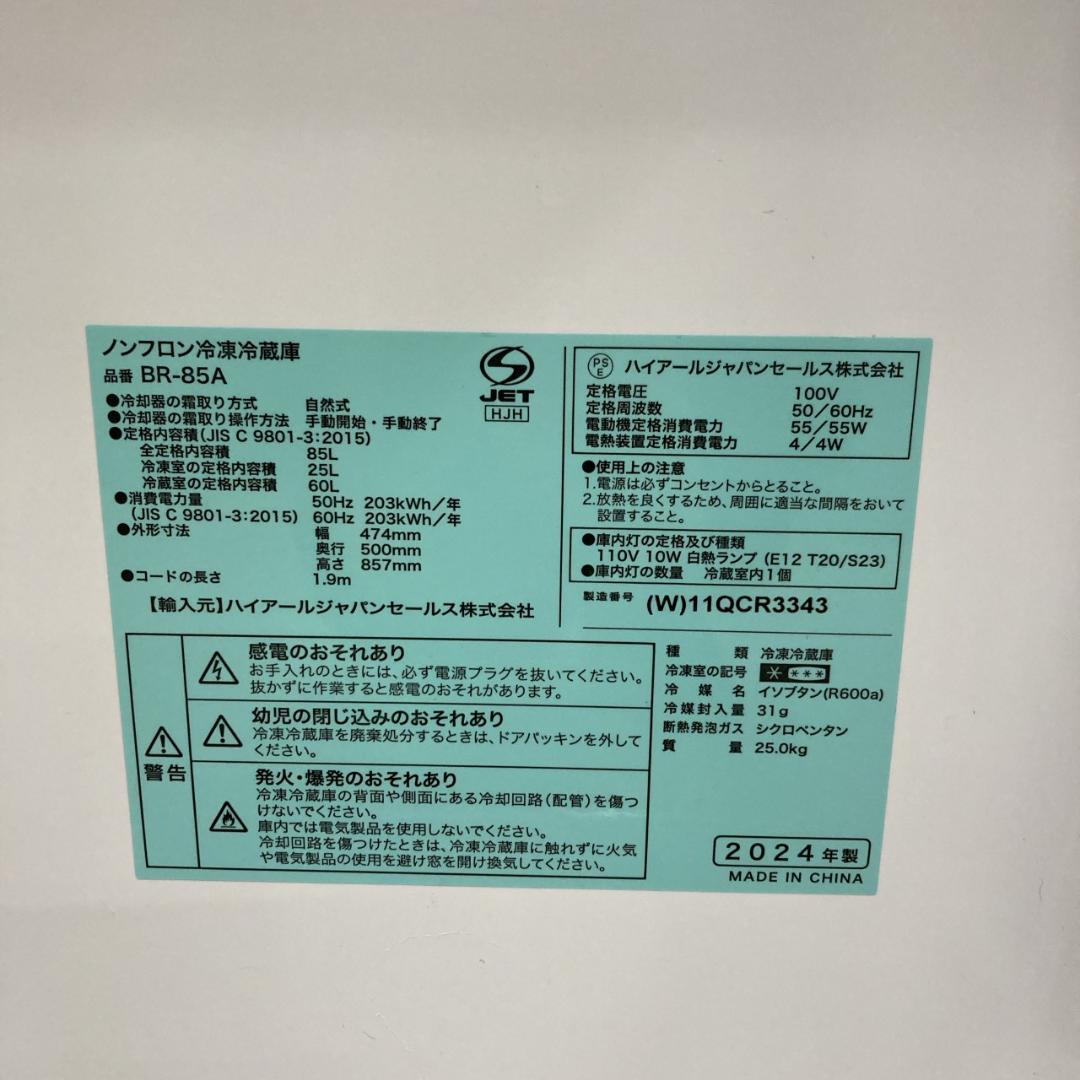 ノンフロン冷凍冷蔵庫
品番 BR-85A
●冷却器の霜取り方式 自然式
●冷却器の霜取り操作方法 手動開始・手動終了
●定格内容積(JIS C 9801-3:2015)
全定格内容積 85L
冷凍室の定格内容積 25L
冷蔵室の定格内容積 60L
●消費電力量 50Hz 203kWh/年
(JIS C 9801-3:2015) 60Hz 203kWh/年
●外形寸法 幅 474mm
奥行 500mm
高さ 857mm
●コードの長さ 1.9m
【輸入元】ハイアールジャパンセールス株式会社
S
JET
HJH
PS
E
ハイアールジャパンセールス株式会社
定格電圧 100V
定格周波数 50/60Hz
電動機定格消費電力 55/55W
電熱装置定格消費電力 4/4W
●使用上の注意
1.電源は必ずコンセントからとること。
2.放熱を良くするため、周囲に適当な間隔をおいて
設置すること。
●庫内灯の定格及び種類
110V 10W 白熱ランプ (E12 T20/S23)
●庫内灯の数量 冷蔵室内1個
製造番号 (W)11QCR3343
警告
感電のおそれあり
お手入れのときには、必ず電源プラグを抜いてください。
抜かずに作業すると感電のおそれがあります。
幼児の閉じ込みのおそれあり
冷凍冷蔵庫を廃棄処分するときは、ドアパッキンを外して
ください。
発火・爆発のおそれあり
冷凍冷蔵庫の背面や側面にある冷却回路(配管)を傷つ
けないでください。
庫内では電気製品を使用しないでください。
冷却回路を傷つけたときは、冷凍冷蔵庫に触れずに火気
や電気製品の使用を避け窓を開け換気してください。
種類 冷凍冷蔵庫
冷凍室の記号
冷媒名 イソブタン(R600a)
冷媒封入量 31g
断熱発泡ガス シクロペンタン
質量 25.0kg
2024年製
MADE IN CHINA